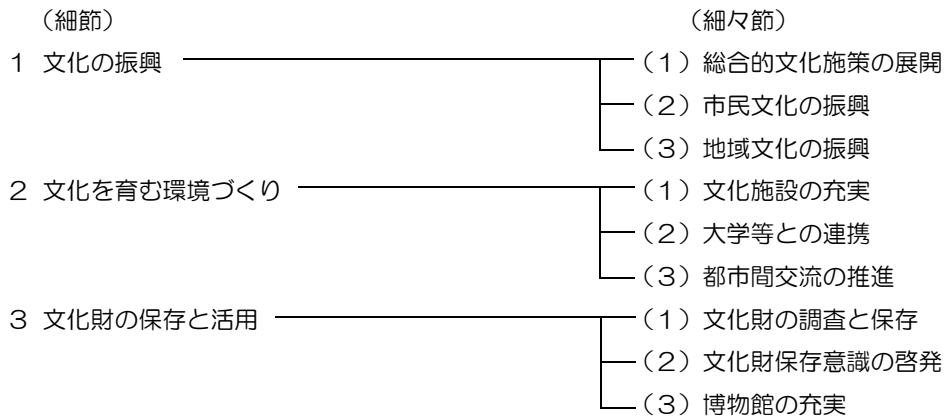 （細節） （細々節）
１ 文化の振興 （１）総合的文化施策の展開
（２）市民文化の振興
（３）地域文化の振興
２ 文化を育む環境づくり （１）文化施設の充実
（２）大学等との連携
（３）都市間交流の推進
３ 文化財の保存と活用 （１）文化財の調査と保存
（２）文化財保存意識の啓発
（３）博物館の充実